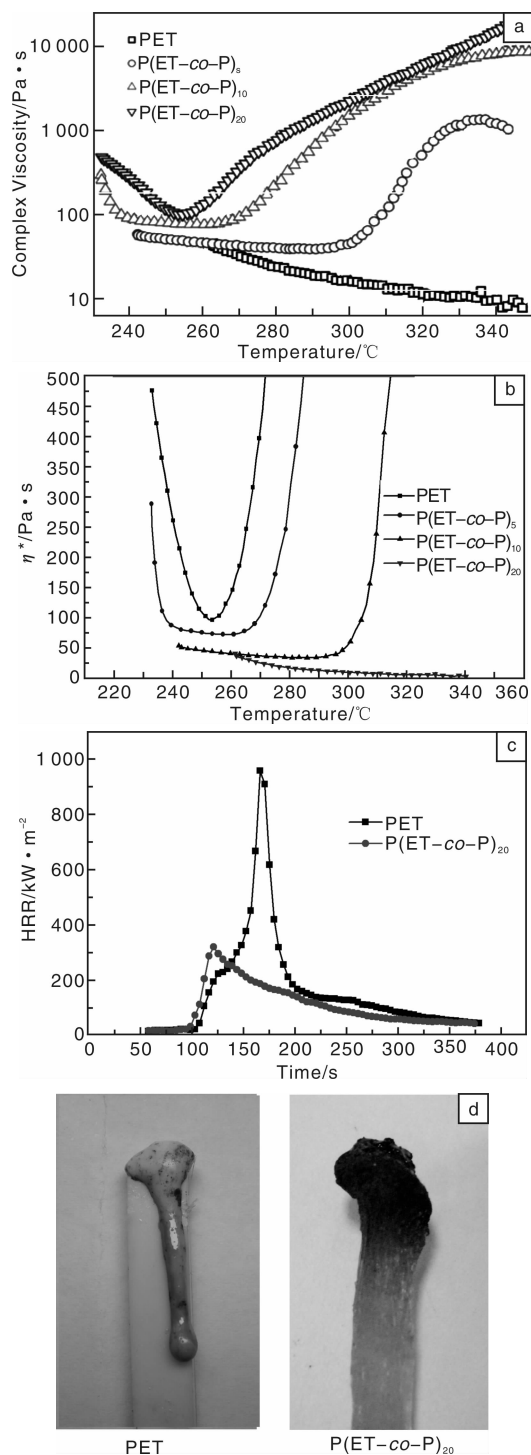 a
PET
P(ET-co-P)s
P(ET-co-P)10
P(ET-co-P)20
Complex Viscosity/Pa·s
10 000
1 000
100
10
240 260 280 300 320 340
Temperature/℃
b
500
450
400
350
300
250
200
150
100
50
0
η*/Pa·s
PET
P(ET-co-P)5
P(ET-co-P)10
P(ET-co-P)20
220 240 260 280 300 320 340 360
Temperature/℃
c
1 000
800
600
400
200
0
HRR/kW·m⁻²
PET
P(ET-co-P)20
0 50 100 150 200 250 300 350 400
Time/s
d
PET
P(ET-co-P)20